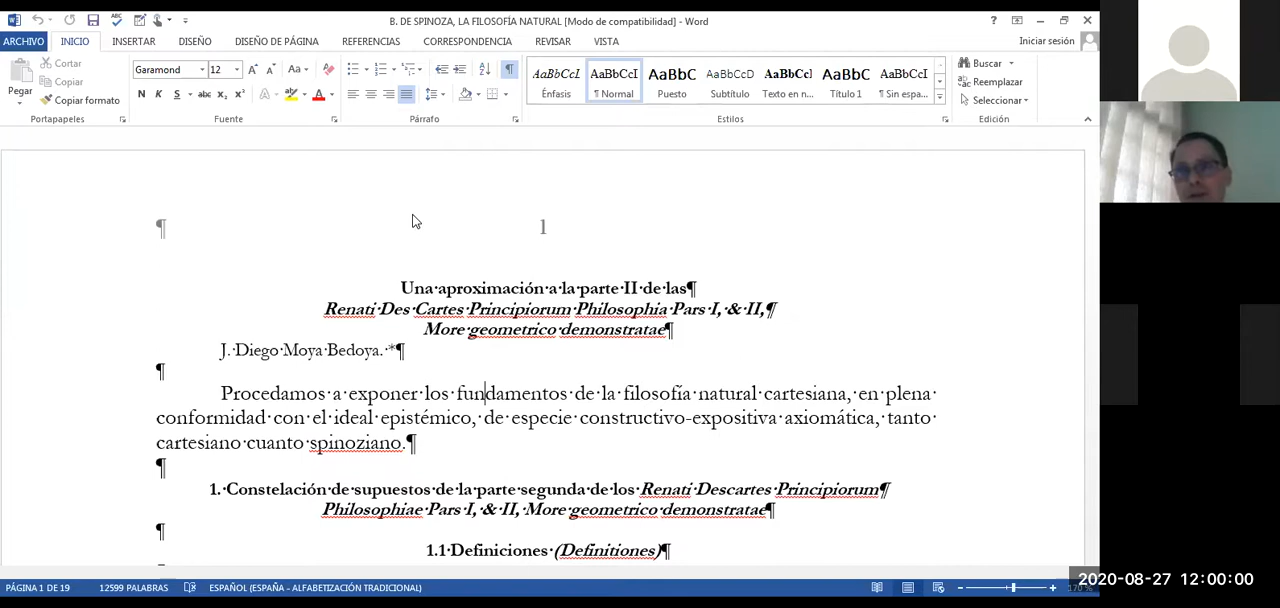 B. DE SPINOZA, LA FILOSOFÍA NATURAL [Modo de compatibilidad] - Word
ARCHIVO INICIO INSERTAR DISEÑO DISEÑO DE PÁGINA REFERENCIAS CORRESPONDENCIA REVISAR VISTA Iniciar sesión
Pegar
Cortar
Copiar
Copiar formato
Portapapeles
Garamond 12
N K S abc x₂ x²
Fuente
Párrafo
AaBbCcI AaBbCcI AaBbC AaBbCcD AaBbCcl AaBbC AaBbCcI
Énfasis ¶ Normal Puesto Subtítulo Texto en n... Título 1 ¶ Sin espa...
Estilos
Buscar
Reemplazar
Seleccionar
Edición
1
Una aproximación a la parte II de las¶
Renati Des Cartes Principiorum Philosophia Pars I, & II,¶
More geometrico demonstratae¶
J. Diego Moya Bedoya. *¶
¶
Procedamos a exponer los fundamentos de la filosofía natural cartesiana, en plena
conformidad con el ideal epistémico, de especie constructivo-expositiva axiomática, tanto
cartesiano cuanto spinoziano.¶
¶
1. Constelación de supuestos de la parte segunda de los Renati Descartes Principiorum¶
Philosophiae Pars I, & II, More geometrico demonstratae¶
¶
1.1 Definiciones (Definitiones)¶
PÁGINA 1 DE 19 12599 PALABRAS ESPAÑOL (ESPAÑA - ALFABETIZACIÓN TRADICIONAL) 170 %
2020-08-27 12:00:00